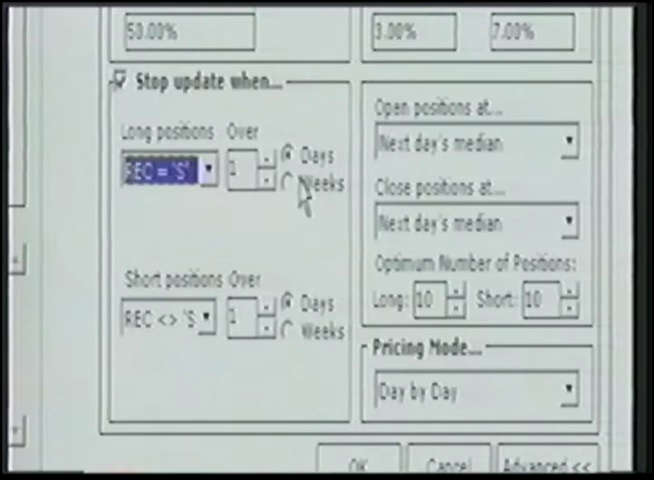 50.00%
3.00% 7.00%
Stop update when...
Long positions Over
REC = 'S' 1 Days
Weeks
Short positions Over
REC <> 'S 1 Days
Weeks
Open positions at...
Next day's median
Close positions at...
Next day's median
Optimum Number of Positions:
Long: 10 Short: 10
Pricing Mode...
Day by Day
OK Cancel Advanced <<